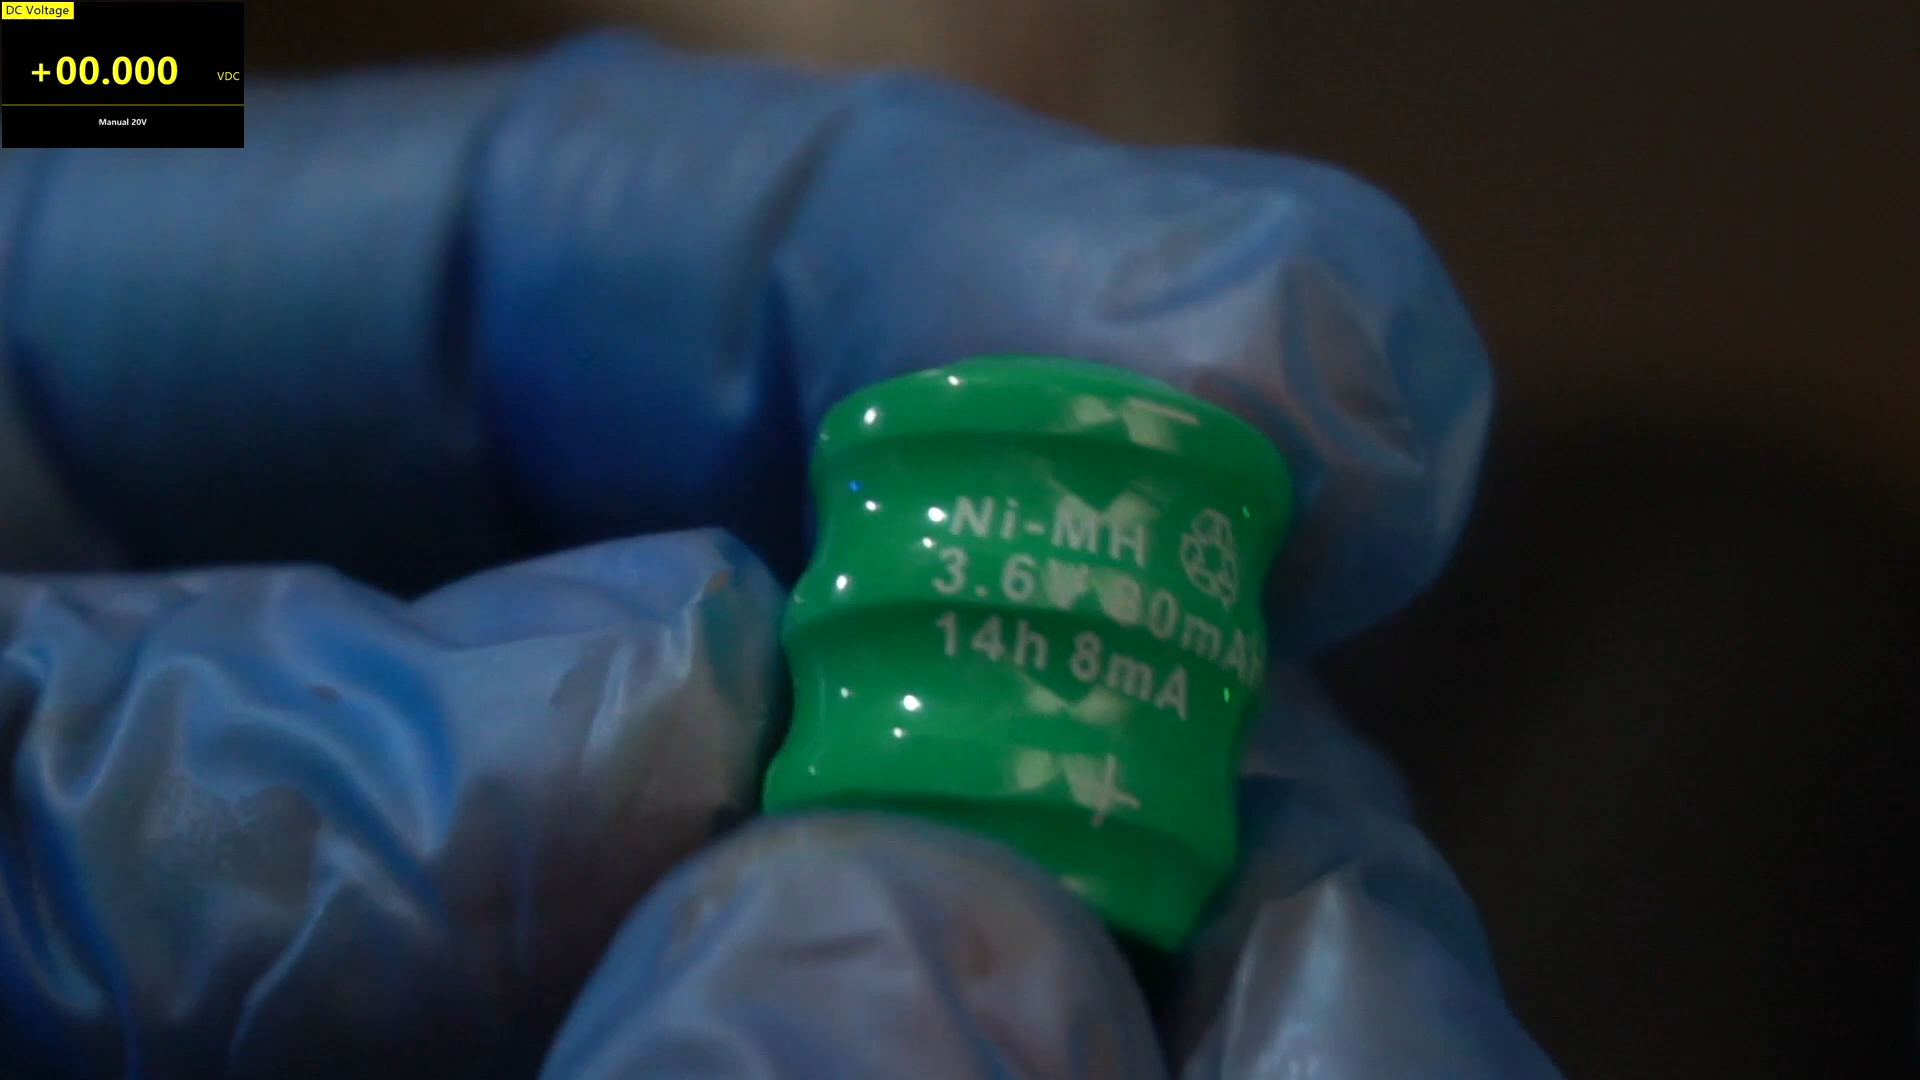 DC Voltage
+00.000 VDC
Manual 20V
Ni-MH
3.6V 80mAh
14h 8mA